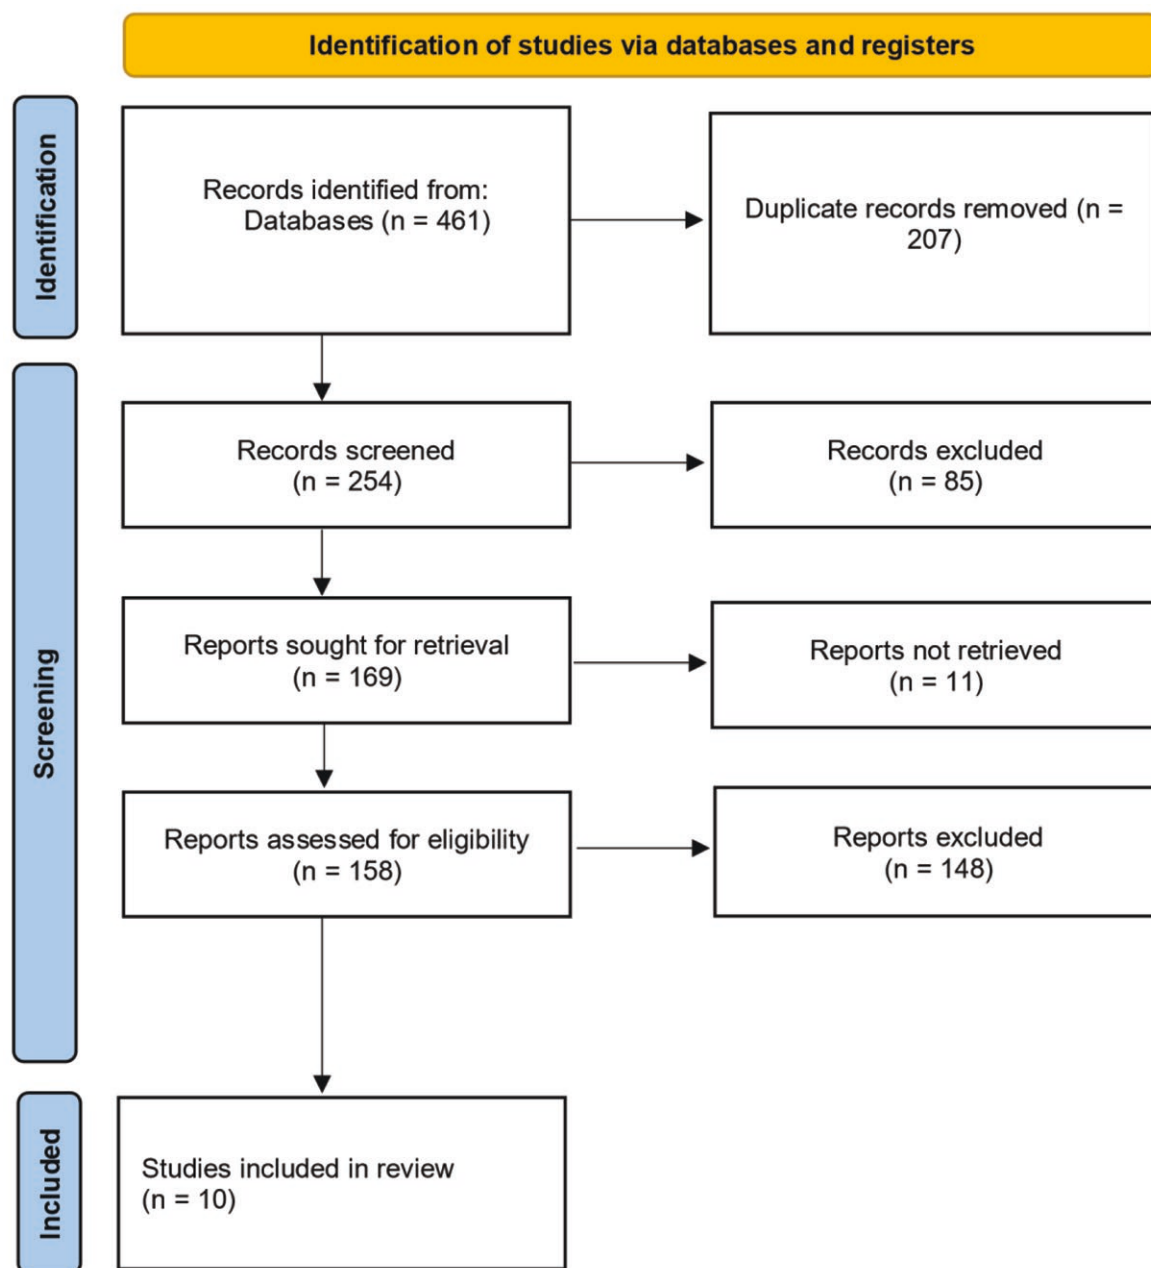 Identification of studies via databases and registers
Identification
Records identified from:
Databases (n = 461)
Duplicate records removed (n =
207)
Screening
Records screened
(n = 254)
Records excluded
(n = 85)
Reports sought for retrieval
(n = 169)
Reports not retrieved
(n = 11)
Reports assessed for eligibility
(n = 158)
Reports excluded
(n = 148)
Included
Studies included in review
(n = 10)